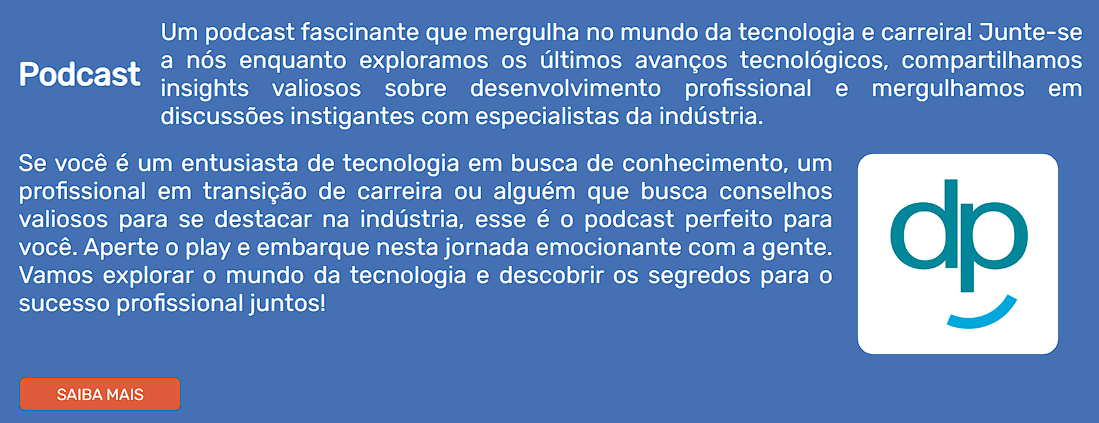 Um podcast fascinante que mergulha no mundo da tecnologia e carreira! Junte-se
a nós enquanto exploramos os últimos avanços tecnológicos, compartilhamos
Podcast
insights valiosos sobre desenvolvimento profissional e mergulhamos em
discussões instigantes com especialistas da indústria.
Se você é um entusiasta de tecnologia em busca de conhecimento, um
profissional em transição de carreira ou alguém que busca conselhos
valiosos para se destacar na indústria, esse é o podcast perfeito para
você. Aperte o play e embarque nesta jornada emocionante com a gente.
Vamos explorar o mundo da tecnologia e descobrir os segredos para o
sucesso profissional juntos!
dp
SAIBA MAIS